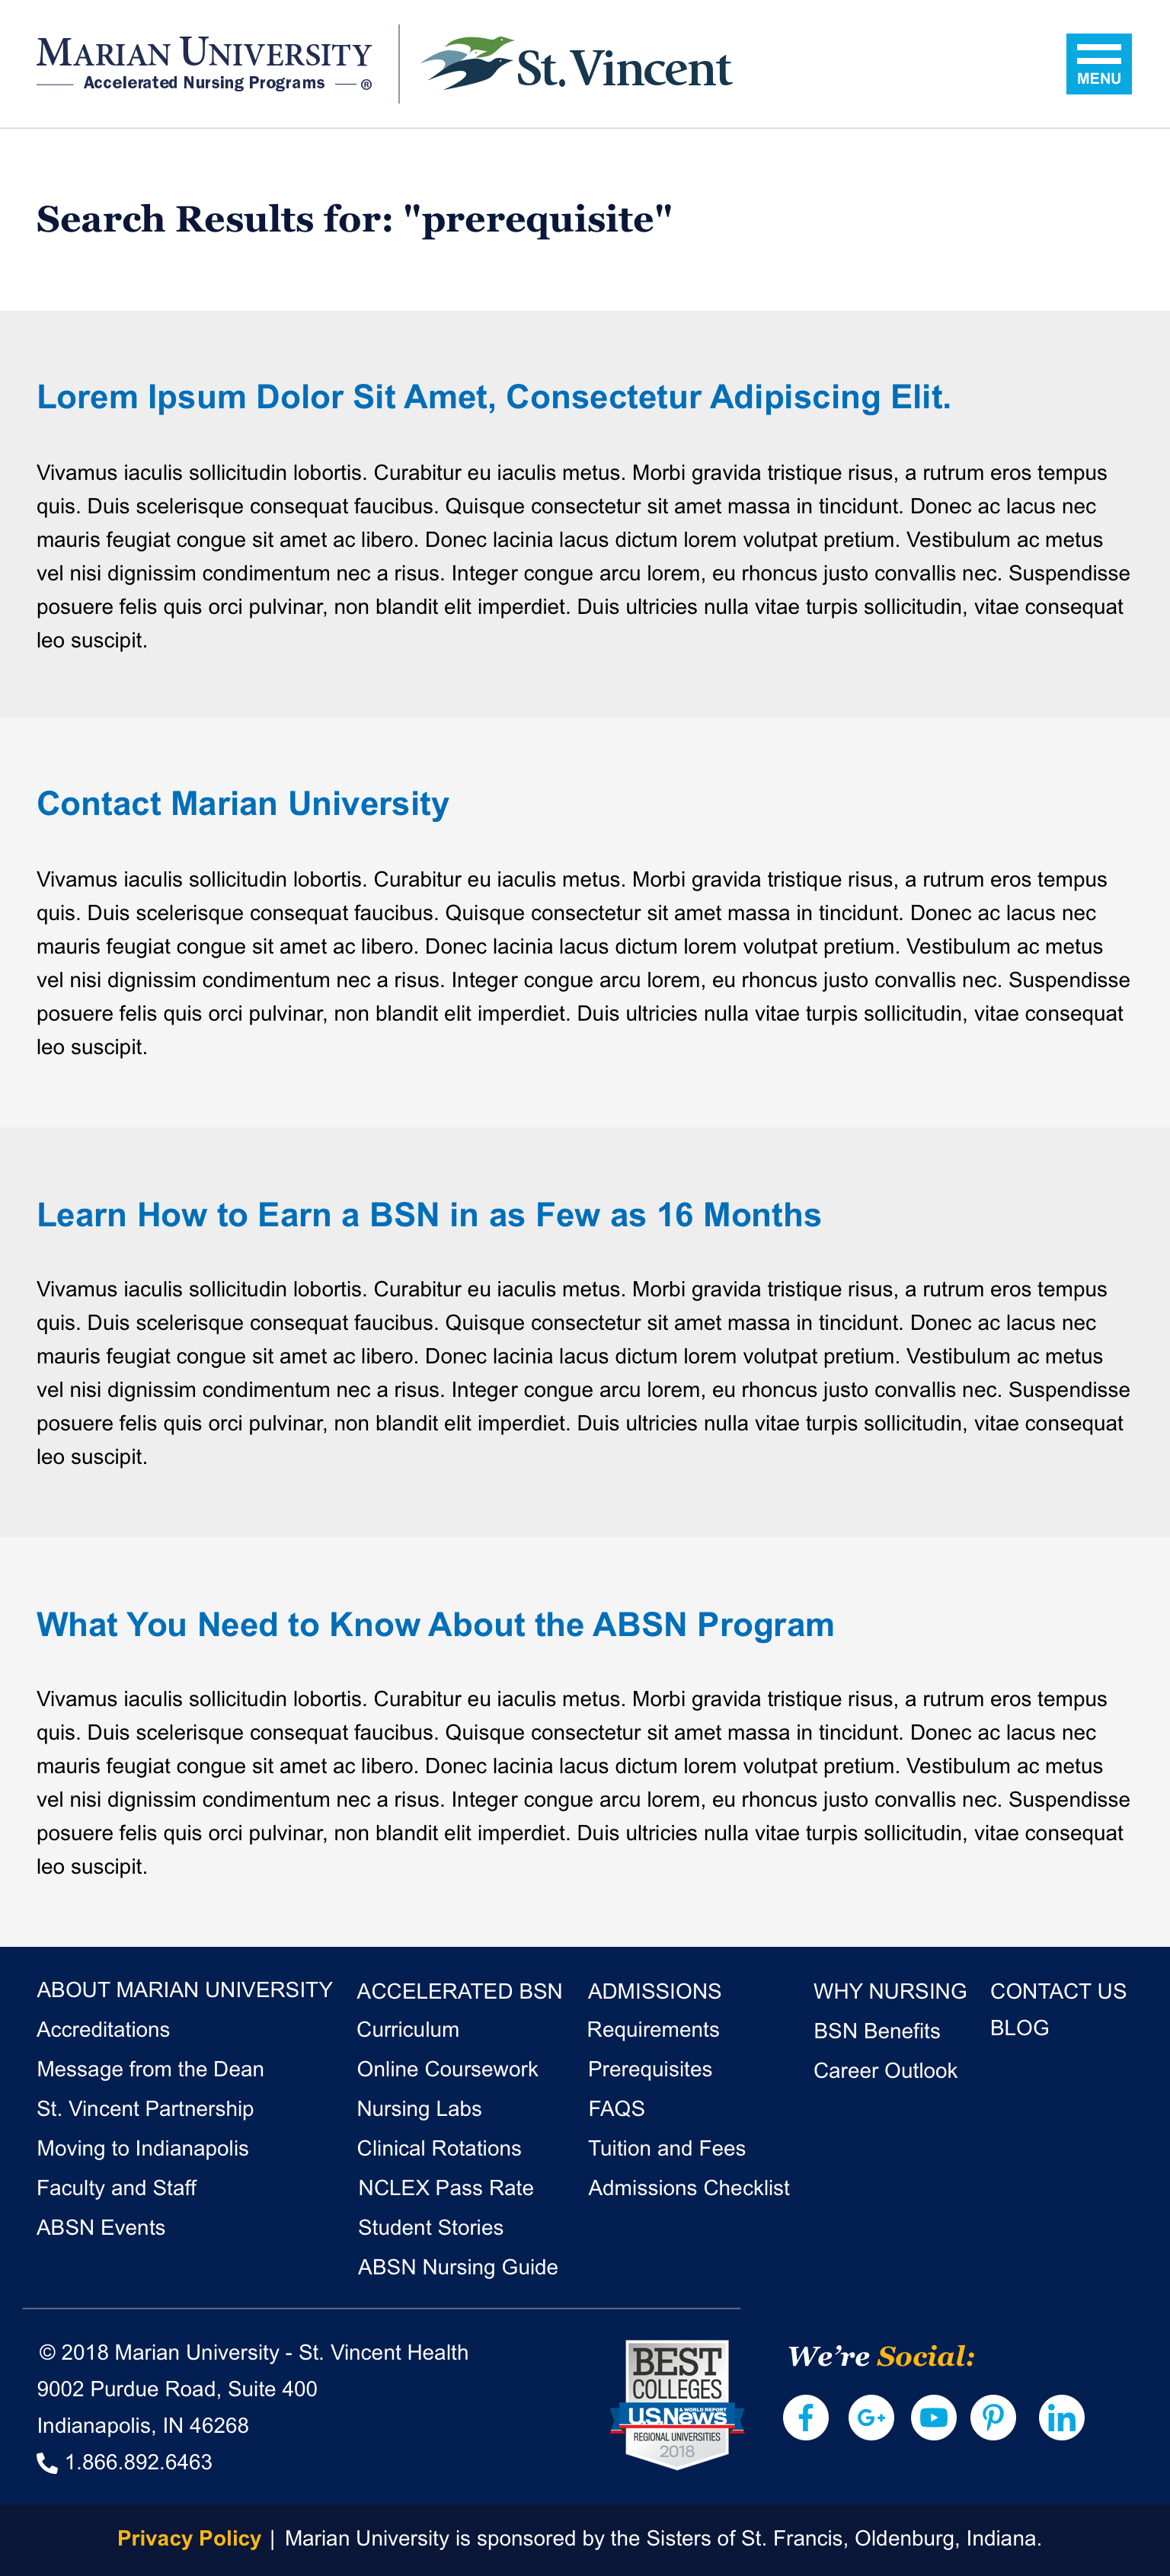 MARIAN UNIVERSITY
Accelerated Nursing Programs ®
St. Vincent
MENU
Search Results for: "prerequisite"
Lorem Ipsum Dolor Sit Amet, Consectetur Adipiscing Elit.
Vivamus iaculis sollicitudin lobortis. Curabitur eu iaculis metus. Morbi gravida tristique risus, a rutrum eros tempus
quis. Duis scelerisque consequat faucibus. Quisque consectetur sit amet massa in tincidunt. Donec ac lacus nec
mauris feugiat congue sit amet ac libero. Donec lacinia lacus dictum lorem volutpat pretium. Vestibulum ac metus
vel nisi dignissim condimentum nec a risus. Integer congue arcu lorem, eu rhoncus justo convallis nec. Suspendisse
posuere felis quis orci pulvinar, non blandit elit imperdiet. Duis ultricies nulla vitae turpis sollicitudin, vitae consequat
leo suscipit.
Contact Marian University
Vivamus iaculis sollicitudin lobortis. Curabitur eu iaculis metus. Morbi gravida tristique risus, a rutrum eros tempus
quis. Duis scelerisque consequat faucibus. Quisque consectetur sit amet massa in tincidunt. Donec ac lacus nec
mauris feugiat congue sit amet ac libero. Donec lacinia lacus dictum lorem volutpat pretium. Vestibulum ac metus
vel nisi dignissim condimentum nec a risus. Integer congue arcu lorem, eu rhoncus justo convallis nec. Suspendisse
posuere felis quis orci pulvinar, non blandit elit imperdiet. Duis ultricies nulla vitae turpis sollicitudin, vitae consequat
leo suscipit.
Learn How to Earn a BSN in as Few as 16 Months
Vivamus iaculis sollicitudin lobortis. Curabitur eu iaculis metus. Morbi gravida tristique risus, a rutrum eros tempus
quis. Duis scelerisque consequat faucibus. Quisque consectetur sit amet massa in tincidunt. Donec ac lacus nec
mauris feugiat congue sit amet ac libero. Donec lacinia lacus dictum lorem volutpat pretium. Vestibulum ac metus
vel nisi dignissim condimentum nec a risus. Integer congue arcu lorem, eu rhoncus justo convallis nec. Suspendisse
posuere felis quis orci pulvinar, non blandit elit imperdiet. Duis ultricies nulla vitae turpis sollicitudin, vitae consequat
leo suscipit.
What You Need to Know About the ABSN Program
Vivamus iaculis sollicitudin lobortis. Curabitur eu iaculis metus. Morbi gravida tristique risus, a rutrum eros tempus
quis. Duis scelerisque consequat faucibus. Quisque consectetur sit amet massa in tincidunt. Donec ac lacus nec
mauris feugiat congue sit amet ac libero. Donec lacinia lacus dictum lorem volutpat pretium. Vestibulum ac metus
vel nisi dignissim condimentum nec a risus. Integer congue arcu lorem, eu rhoncus justo convallis nec. Suspendisse
posuere felis quis orci pulvinar, non blandit elit imperdiet. Duis ultricies nulla vitae turpis sollicitudin, vitae consequat
leo suscipit.
ABOUT MARIAN UNIVERSITY
Accreditations
Message from the Dean
St. Vincent Partnership
Moving to Indianapolis
Faculty and Staff
ABSN Events
ACCELERATED BSN
Curriculum
Online Coursework
Nursing Labs
Clinical Rotations
NCLEX Pass Rate
Student Stories
ABSN Nursing Guide
ADMISSIONS
Requirements
Prerequisites
FAQS
Tuition and Fees
Admissions Checklist
WHY NURSING
BSN Benefits
Career Outlook
CONTACT US
BLOG
© 2018 Marian University - St. Vincent Health
9002 Purdue Road, Suite 400
Indianapolis, IN 46268
1.866.892.6463
BEST
COLLEGES
U.S.News
& WORLD REPORT
REGIONAL UNIVERSITIES
2018
We're Social:
f G+ in
Privacy Policy | Marian University is sponsored by the Sisters of St. Francis, Oldenburg, Indiana.